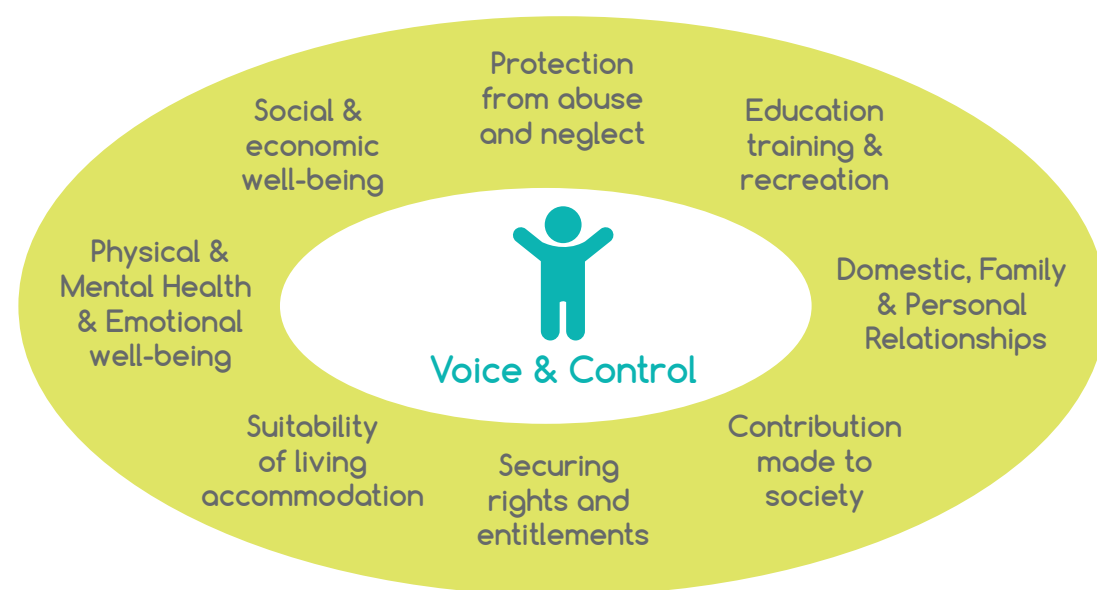 Protection
from abuse
and neglect
Education
training &
recreation
Domestic, Family
& Personal
Relationships
Contribution
made to
society
Securing
rights and
entitlements
Suitability
of living
accommodation
Physical &
Mental Health
& Emotional
well-being
Social &
economic
well-being
Voice & Control